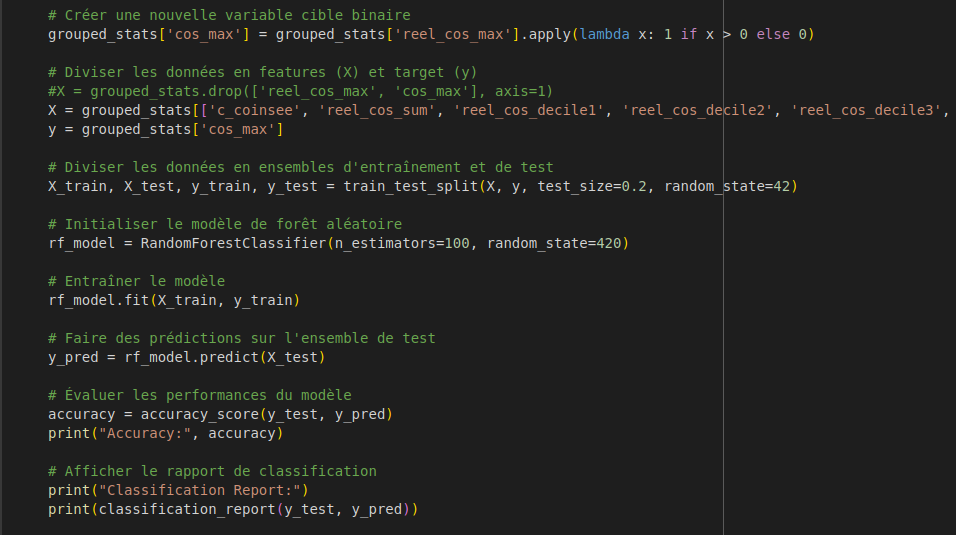 # Créer une nouvelle variable cible binaire
grouped_stats['cos_max'] = grouped_stats['reel_cos_max'].apply(lambda x: 1 if x > 0 else 0)
# Diviser les données en features (X) et target (y)
#X = grouped_stats.drop(['reel_cos_max', 'cos_max'], axis=1)
X = grouped_stats[['c_coinsee', 'reel_cos_sum', 'reel_cos_decile1', 'reel_cos_decile2', 'reel_cos_decile3',
y = grouped_stats['cos_max']
# Diviser les données en ensembles d'entraînement et de test
X_train, X_test, y_train, y_test = train_test_split(X, y, test_size=0.2, random_state=42)
# Initialiser le modèle de forêt aléatoire
rf_model = RandomForestClassifier(n_estimators=100, random_state=420)
# Entraîner le modèle
rf_model.fit(X_train, y_train)
# Faire des prédictions sur l'ensemble de test
y_pred = rf_model.predict(X_test)
# Évaluer les performances du modèle
accuracy = accuracy_score(y_test, y_pred)
print("Accuracy:", accuracy)
# Afficher le rapport de classification
print("Classification Report:")
print(classification_report(y_test, y_pred))